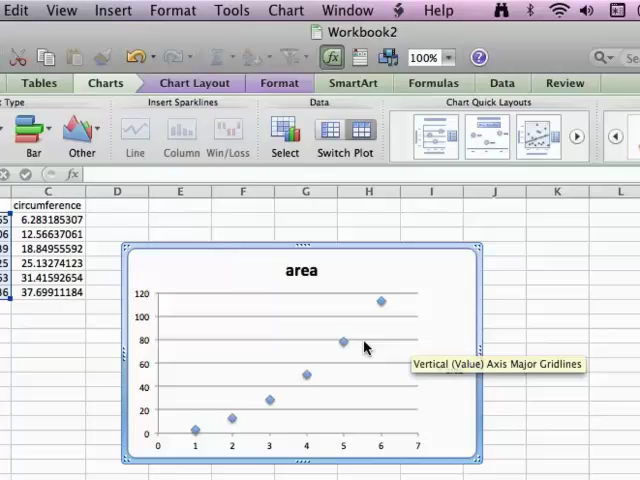 Edit View Insert Format Tools Chart Window Help
Workbook2
fx 100% ?
Tables Charts Chart Layout Format SmartArt Formulas Data Review
Insert Sparklines Data Chart Quick Layouts
Bar Other Line Column Win/Loss Select Switch Plot
fx
C D E F G H I J K L
circumference
6.283185307
12.56637061
18.84955592
25.13274123
31.41592654
37.69911184
area
120
100
80
60
40
20
0
0 1 2 3 4 5 6 7
Vertical (Value) Axis Major Gridlines